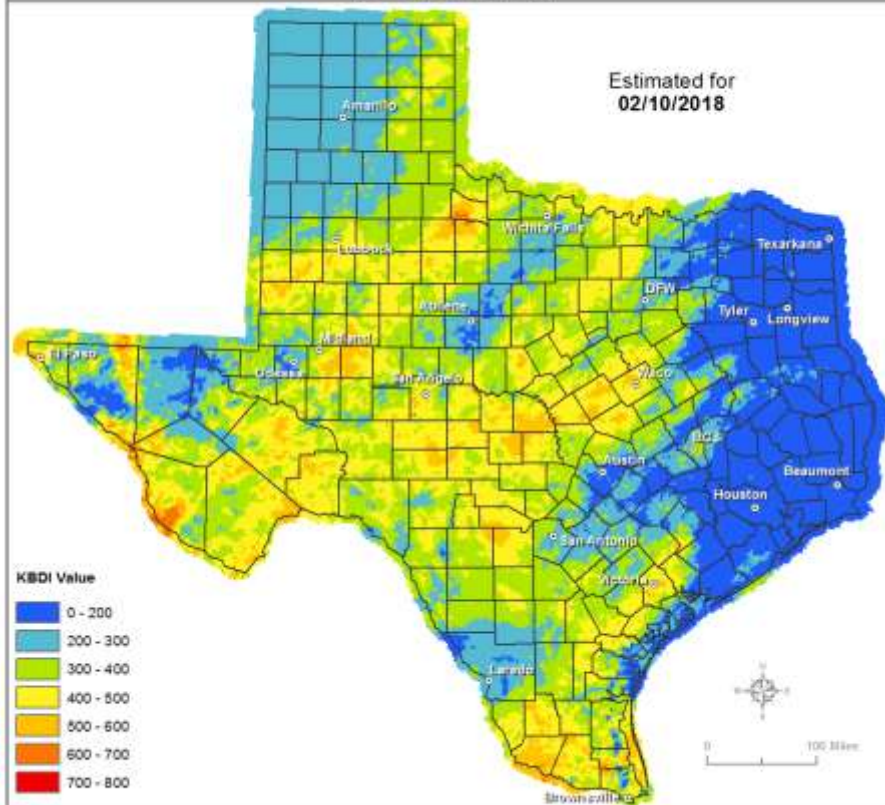 Estimated for
02/10/2018
Amarillo
Lubbock
Wichita Falls
Texarkana
DFW
Abilene
Tyler
Longview
El Paso
Midland
Odessa
San Angelo
Waco
BCS
Austin
Beaumont
Houston
San Antonio
Victoria
Laredo
Brownsville
KBDI Value
0 - 200
200 - 300
300 - 400
400 - 500
500 - 600
600 - 700
700 - 800
0 100 Miles